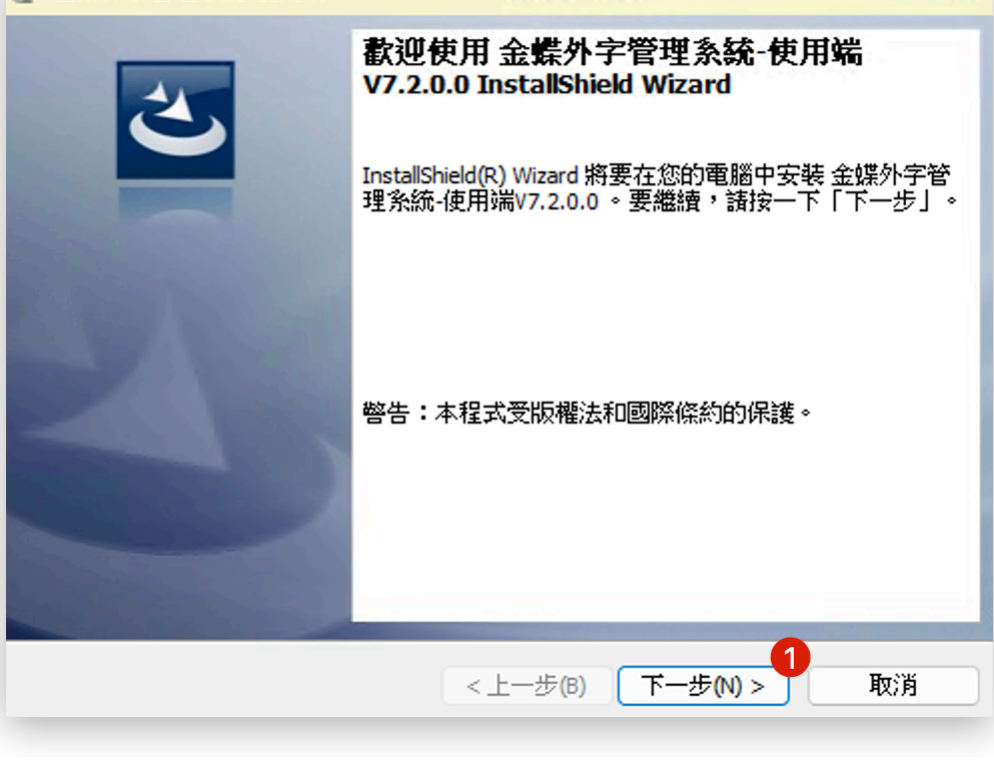 歡迎使用 金蝶外字管理系統-使用端
V7.2.0.0 InstallShield Wizard
InstallShield(R) Wizard 將要在您的電腦中安裝 金蝶外字管
理系統-使用端V7.2.0.0 。要繼續，請按一下「下一步」。
警告：本程式受版權法和國際條約的保護。
< 上一步(B)
下一步(N) >
1
取消